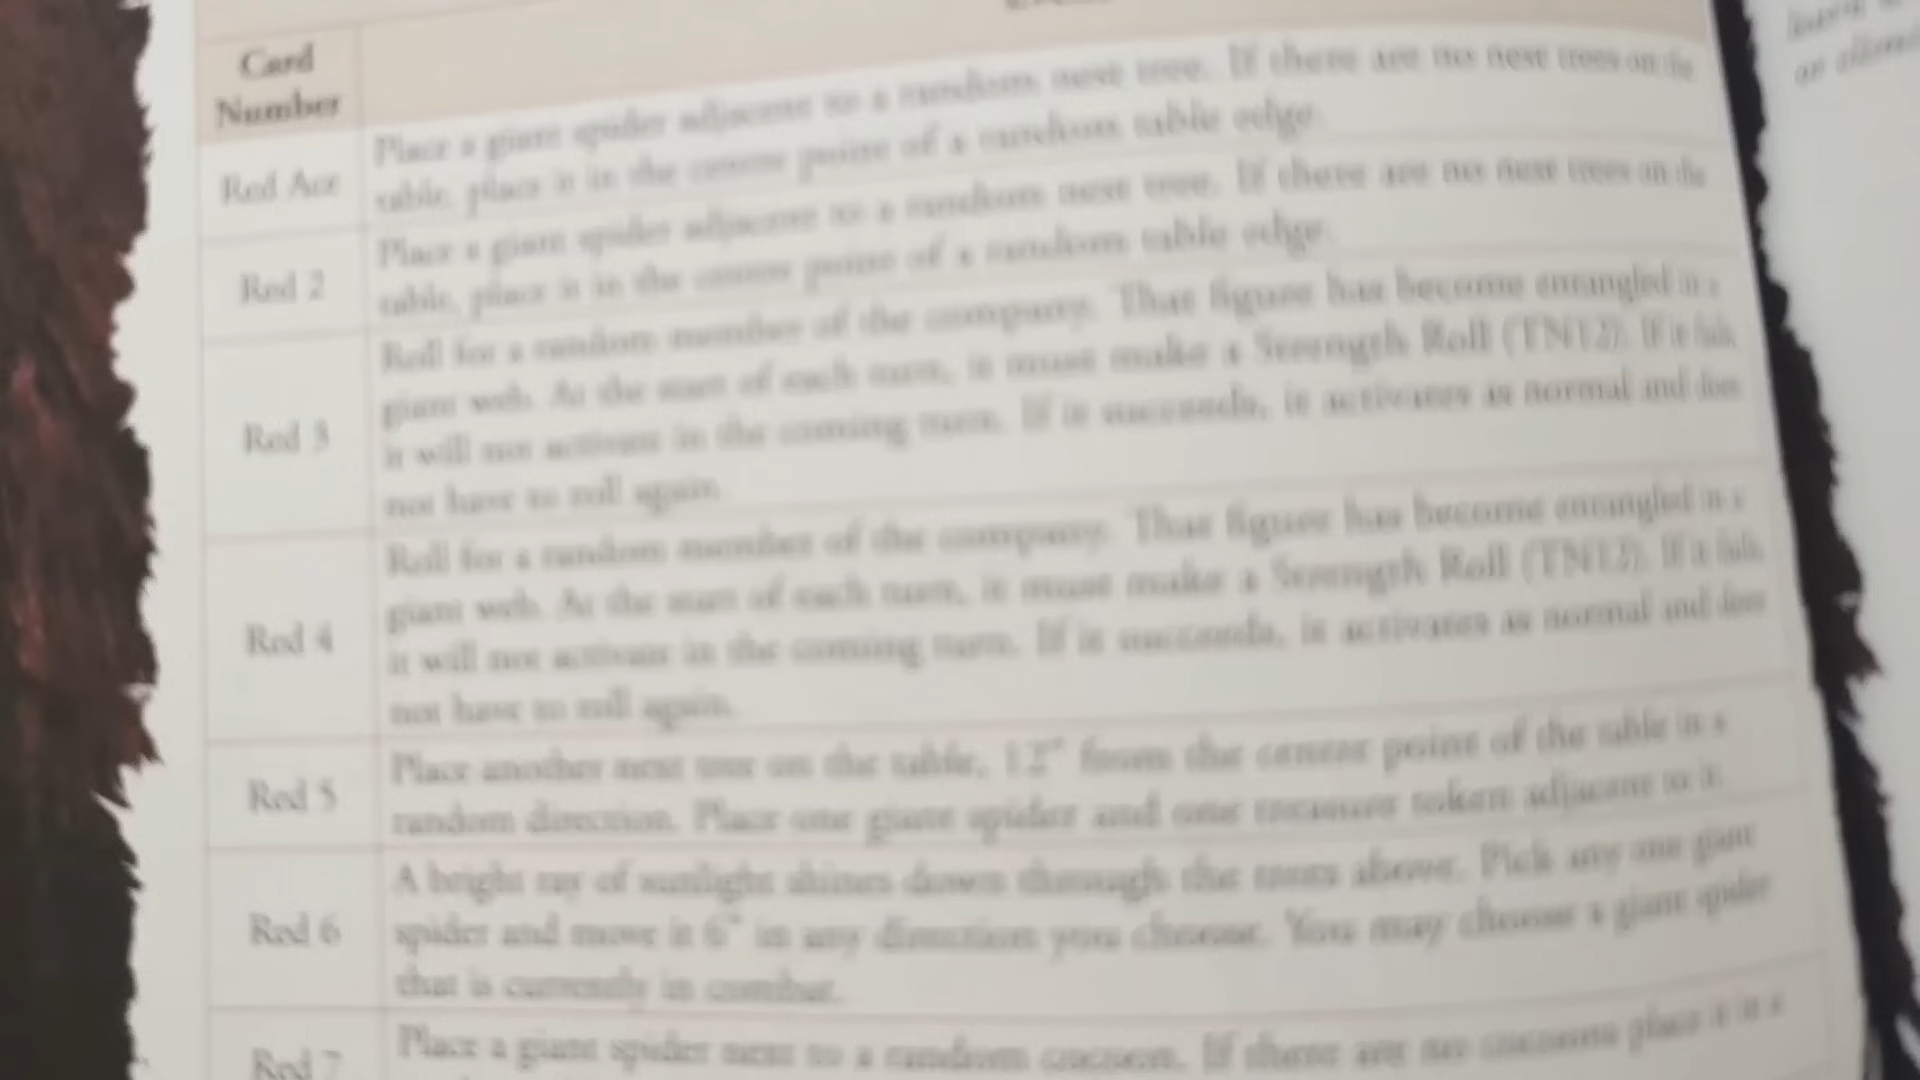 Card
Number
Red Ace
Place a giant spider adjacent to a random nest tree. If there are no nest trees on the
table, place it in the centre point of a random table edge.
Red 2
Place a giant spider adjacent to a random nest tree. If there are no nest trees on the
table, place it in the centre point of a random table edge.
Red 3
Roll for a random member of the company. That figure has become entangled in a
giant web. At the start of each turn, it must make a Strength Roll (TN12). If it fails,
it will not activate in the coming turn. If it succeeds, it activates as normal and does
not have to roll again.
Red 4
Roll for a random member of the company. That figure has become entangled in a
giant web. At the start of each turn, it must make a Strength Roll (TN12). If it fails,
it will not activate in the coming turn. If it succeeds, it activates as normal and does
not have to roll again.
Red 5
Place another nest tree on the table, 12" from the center point of the table in a
random direction. Place one giant spider and one treasure token adjacent to it.
Red 6
A bright ray of sunlight shines down through the trees above. Pick any one giant
spider and move it 6" in any direction you choose. You may choose a giant spider
that is currently in combat.
Red 7
Place a giant spider next to a random cocoon. If there are no cocoons place it in a